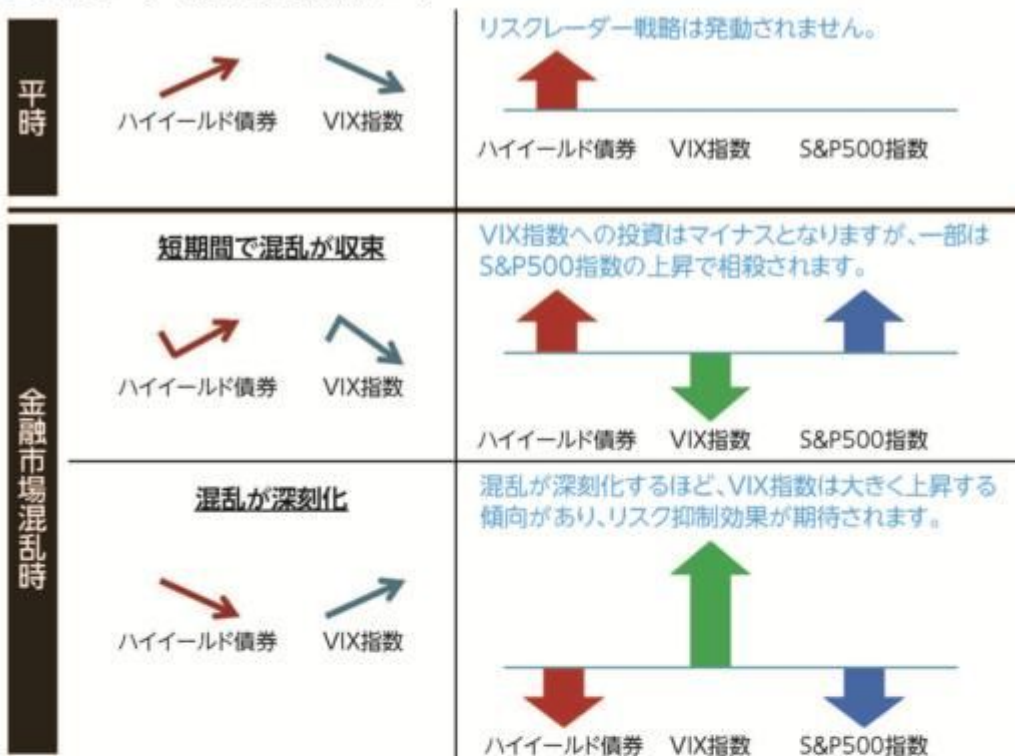 平時
ハイイールド債券 VIX指数
リスクレーダー戦略は発動されません。
ハイイールド債券 VIX指数 S&P500指数
金融市場混乱時
短期間で混乱が収束
ハイイールド債券 VIX指数
VIX指数への投資はマイナスとなりますが、一部は
S&P500指数の上昇で相殺されます。
ハイイールド債券 VIX指数 S&P500指数
混乱が深刻化
ハイイールド債券 VIX指数
混乱が深刻化するほど、VIX指数は大きく上昇する
傾向があり、リスク抑制効果が期待されます。
ハイイールド債券 VIX指数 S&P500指数